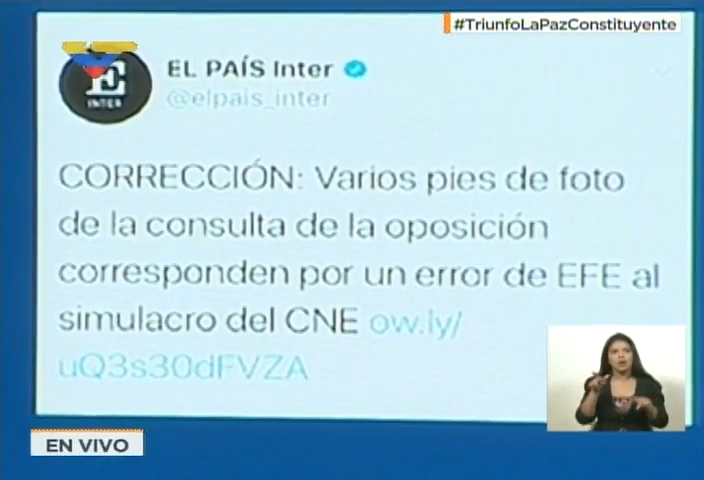 #TriunfoLaPazConstituyente
E
INTER
EL PAÍS Inter
@elpais_inter
CORRECCIÓN: Varios pies de foto
de la consulta de la oposición
corresponden por un error de EFE al
simulacro del CNE ow.ly/
uQ3s30dFVZA
EN VIVO